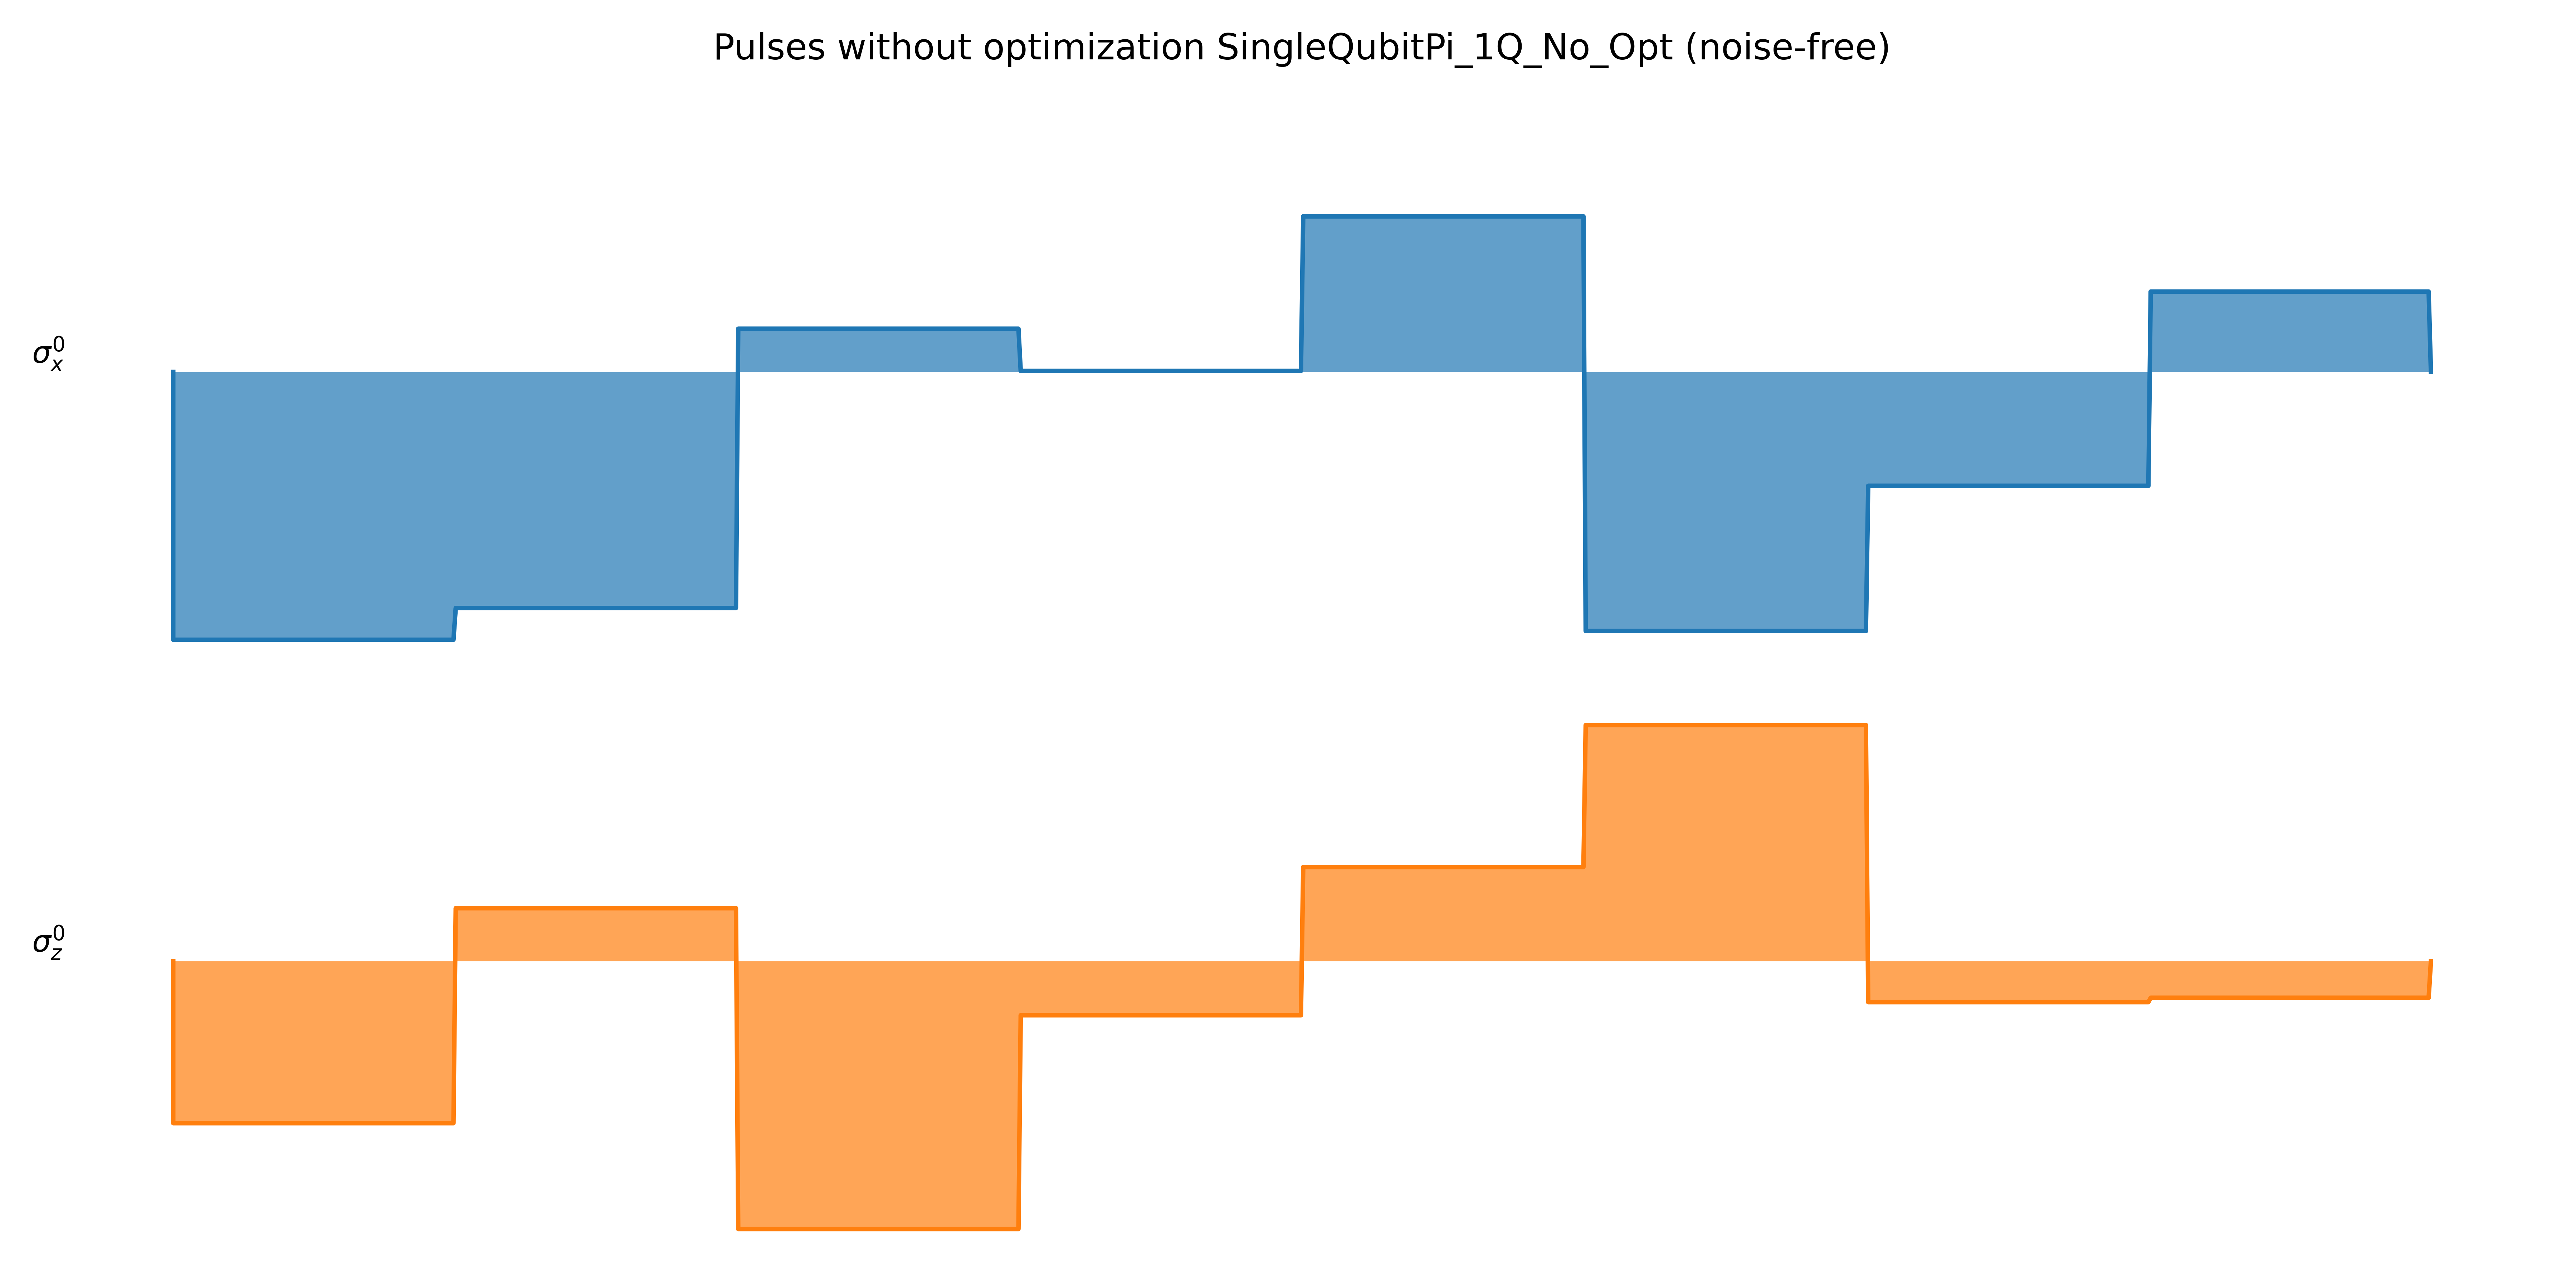 Pulses without optimization SingleQubitPi_1Q_No_Opt (noise-free)
σ_x^0
σ_z^0